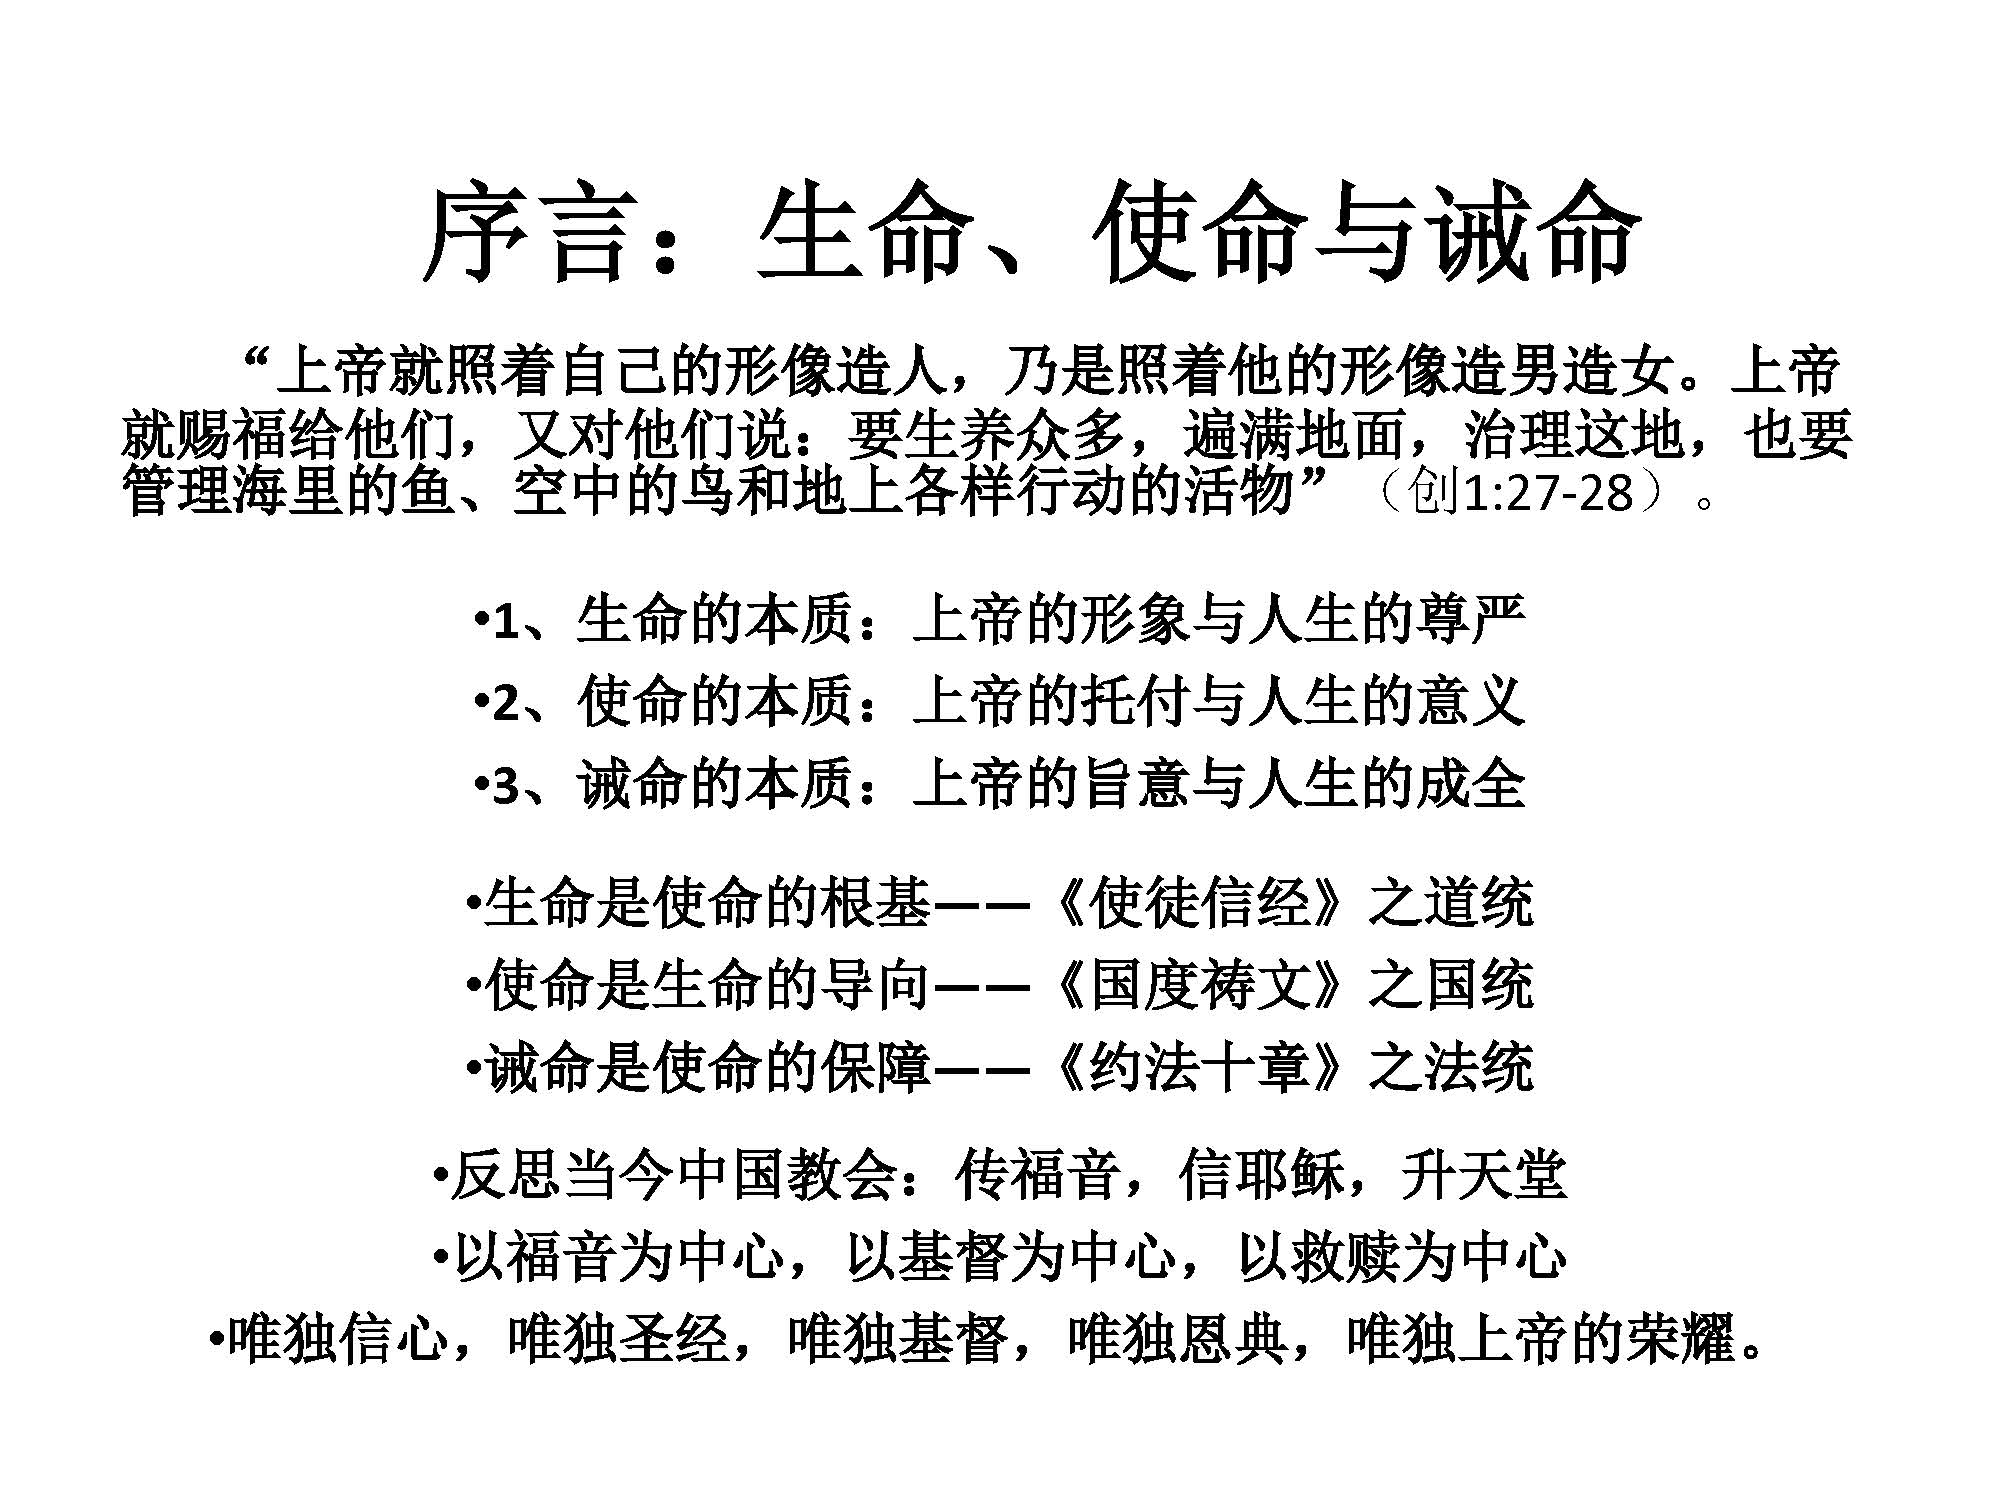 序言：生命、使命与诫命
“上帝就照着自己的形像造人，乃是照着他的形像造男造女。上帝
就赐福给他们，又对他们说：要生养众多，遍满地面，治理这地，也要
管理海里的鱼、空中的鸟和地上各样行动的活物”（创1:27-28）。
•1、生命的本质：上帝的形象与人生的尊严
•2、使命的本质：上帝的托付与人生的意义
•3、诫命的本质：上帝的旨意与人生的成全
•生命是使命的根基——《使徒信经》之道统
•使命是生命的导向——《国度祷文》之国统
•诫命是使命的保障——《约法十章》之法统
•反思当今中国教会：传福音，信耶稣，升天堂
•以福音为中心，以基督为中心，以救赎为中心
•唯独信心，唯独圣经，唯独基督，唯独恩典，唯独上帝的荣耀。